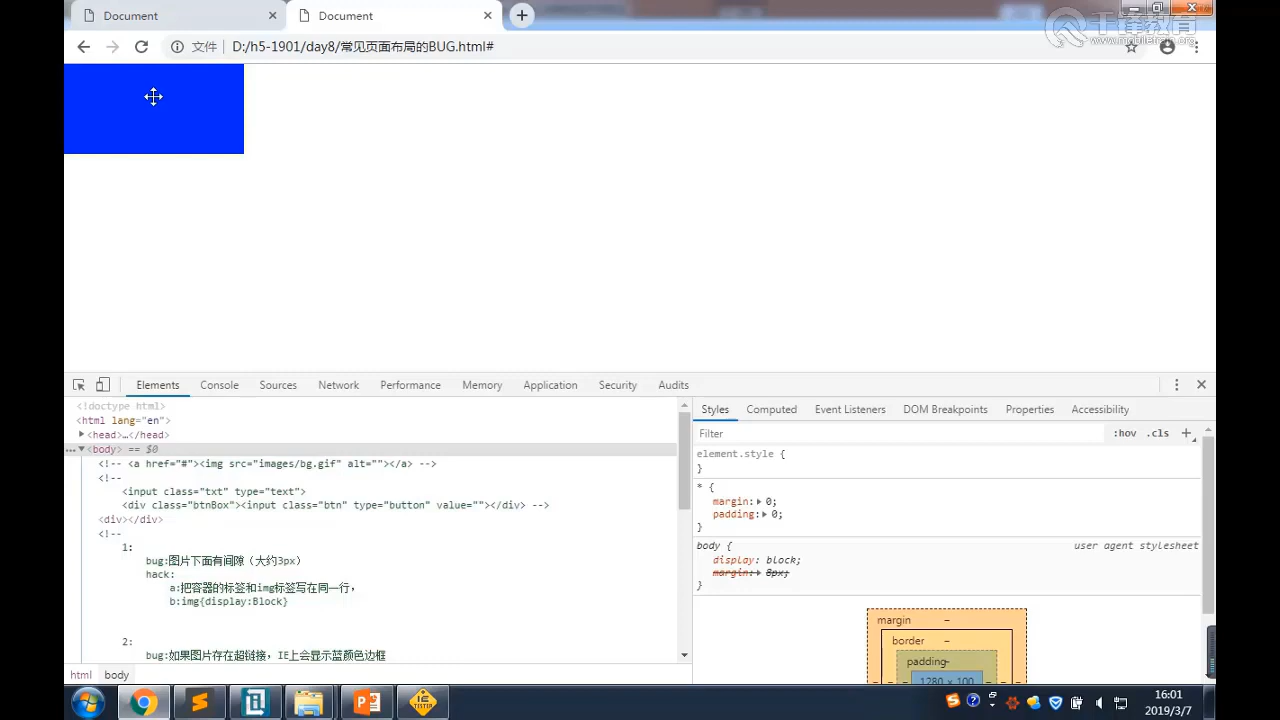 Document
Document
千锋教育
www.mobiletrain.org
文件 D:/h5-1901/day8/常见页面布局的BUG.html#
Elements Console Sources Network Performance Memory Application Security Audits
<!doctype html>
<html lang="en">
<head>…</head>
<body> == $0
<!-- <a href="#"><img src="images/bg.gif" alt=""></a> -->
<!--
<input class="txt" type="text">
<div class="btnBox"><input class="btn" type="button" value=""></div> -->
<div></div>
<!--
1:
bug:图片下面有间隙（大约3px）
hack:
a:把容器的标签和img标签写在同一行，
b:img{display:Block}
2:
bug:如果图片存在超链接，IE上会显示蓝颜色边框
html body
Styles Computed Event Listeners DOM Breakpoints Properties Accessibility
Filter :hov .cls +
element.style {
}
* {
margin: 0;
padding: 0;
}
body { user agent stylesheet
display: block;
margin: 8px;
}
margin –
border –
padding-
1280 × 100
16:01
2019/3/7